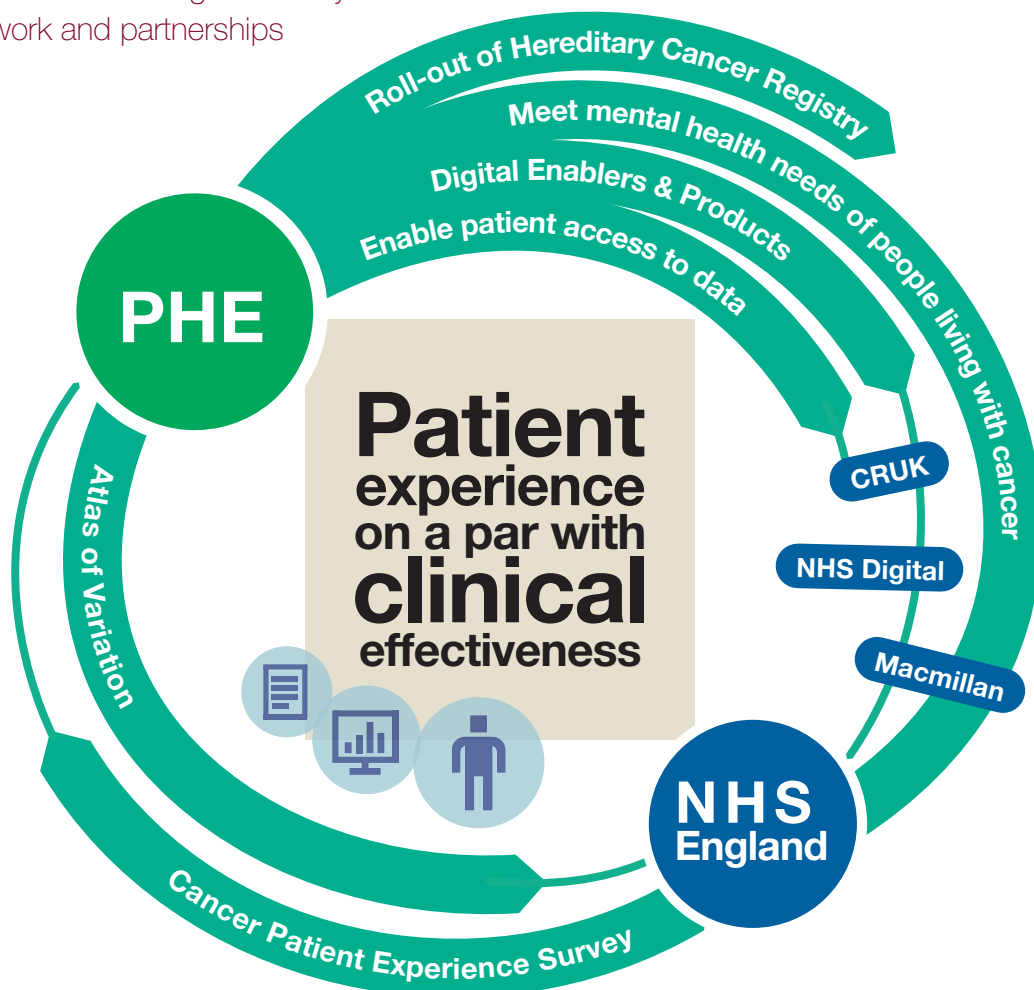 work and partnerships
Roll-out of Hereditary Cancer Registry
Meet mental health needs of people living with cancer
Digital Enablers & Products
Enable patient access to data
PHE
Patient
experience
on a par with
clinical
effectiveness
CRUK
NHS Digital
Macmillan
Atlas of Variation
NHS
England
Cancer Patient Experience Survey